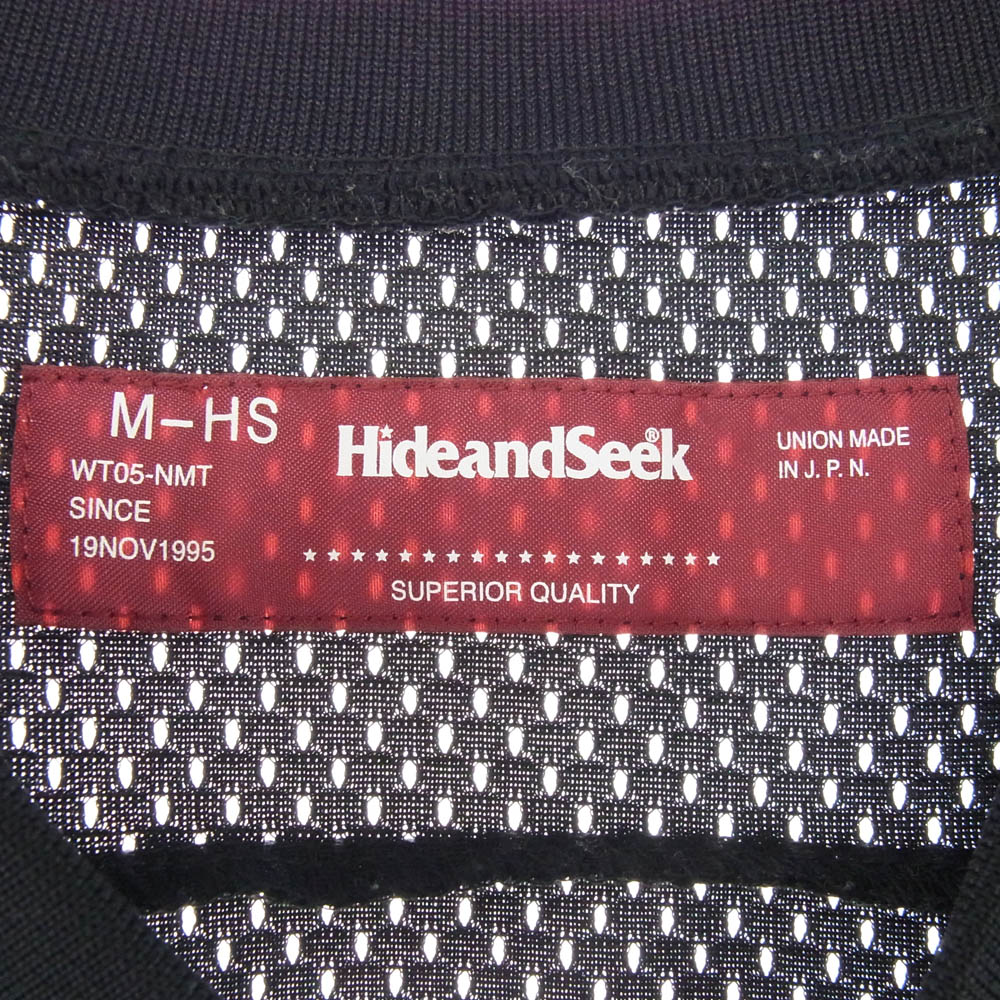 M-HS
WT05-NMT
SINCE
19NOV1995
HideandSeek®
SUPERIOR QUALITY
UNION MADE
IN J. P. N.